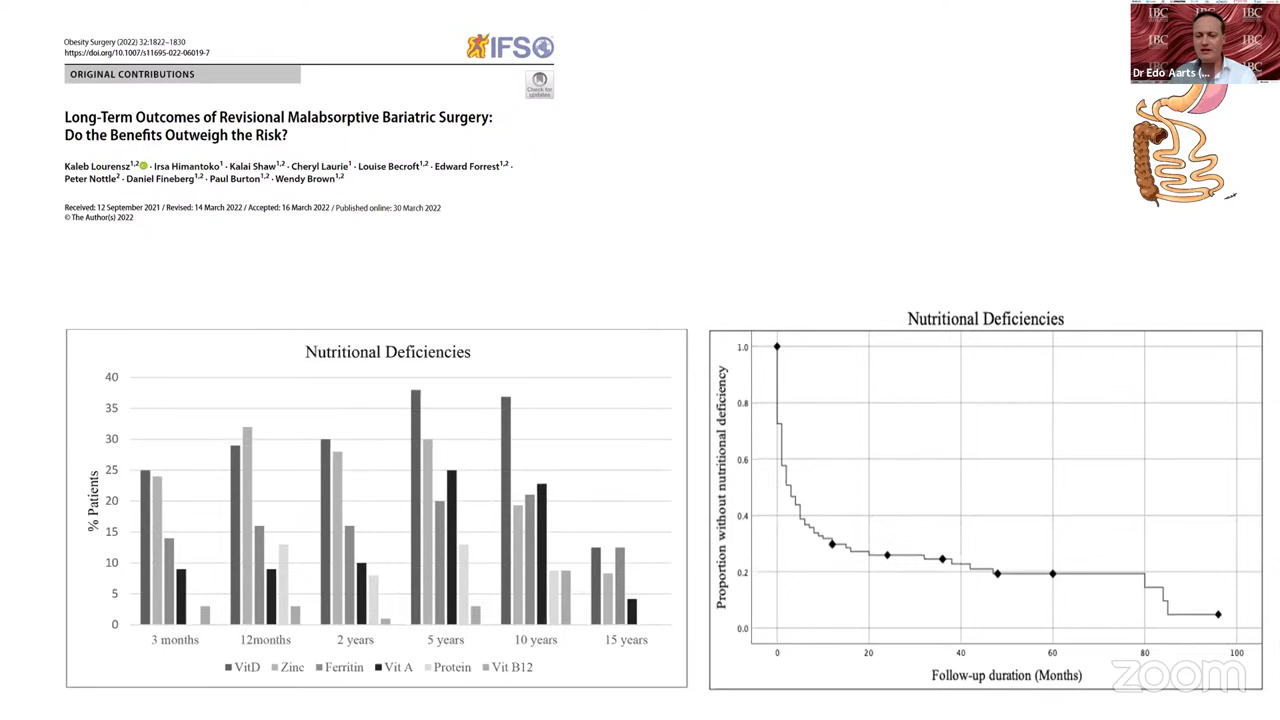 Obesity Surgery (2022) 32:1822–1830
https://doi.org/10.1007/s11695-022-06019-7
IFSO
ORIGINAL CONTRIBUTIONS
Check for
updates
Long-Term Outcomes of Revisional Malabsorptive Bariatric Surgery:
Do the Benefits Outweigh the Risk?
Kaleb Lourensz1,2 · Irsa Himantoko1 · Kalai Shaw1,2 · Cheryl Laurie1 · Louise Becroft1,2 · Edward Forrest1,2 ·
Peter Nottle2 · Daniel Fineberg1,2 · Paul Burton1,2 · Wendy Brown1,2
Received: 12 September 2021 / Revised: 14 March 2022 / Accepted: 16 March 2022 / Published online: 30 March 2022
© The Author(s) 2022
IBC
IBC
IBC
IBC
Dr Edo Aarts (...
Nutritional Deficiencies
40
35
30
25
20
15
10
5
0
% Patients
3 months 12months 2 years 5 years 10 years 15 years
VitD Zinc Ferritin Vit A Protein Vit B12
Nutritional Deficiencies
1.0
0.8
0.6
0.4
0.2
0.0
Proportion without nutritional deficiency
0 20 40 60 80 100
Follow-up duration (Months)
zoom